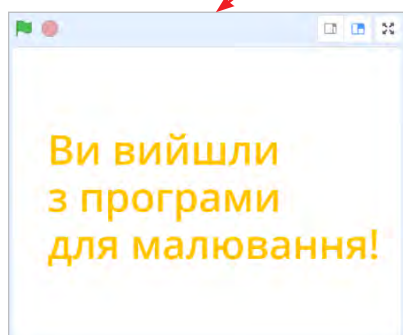 Ви вийшли
з програми
для малювання!